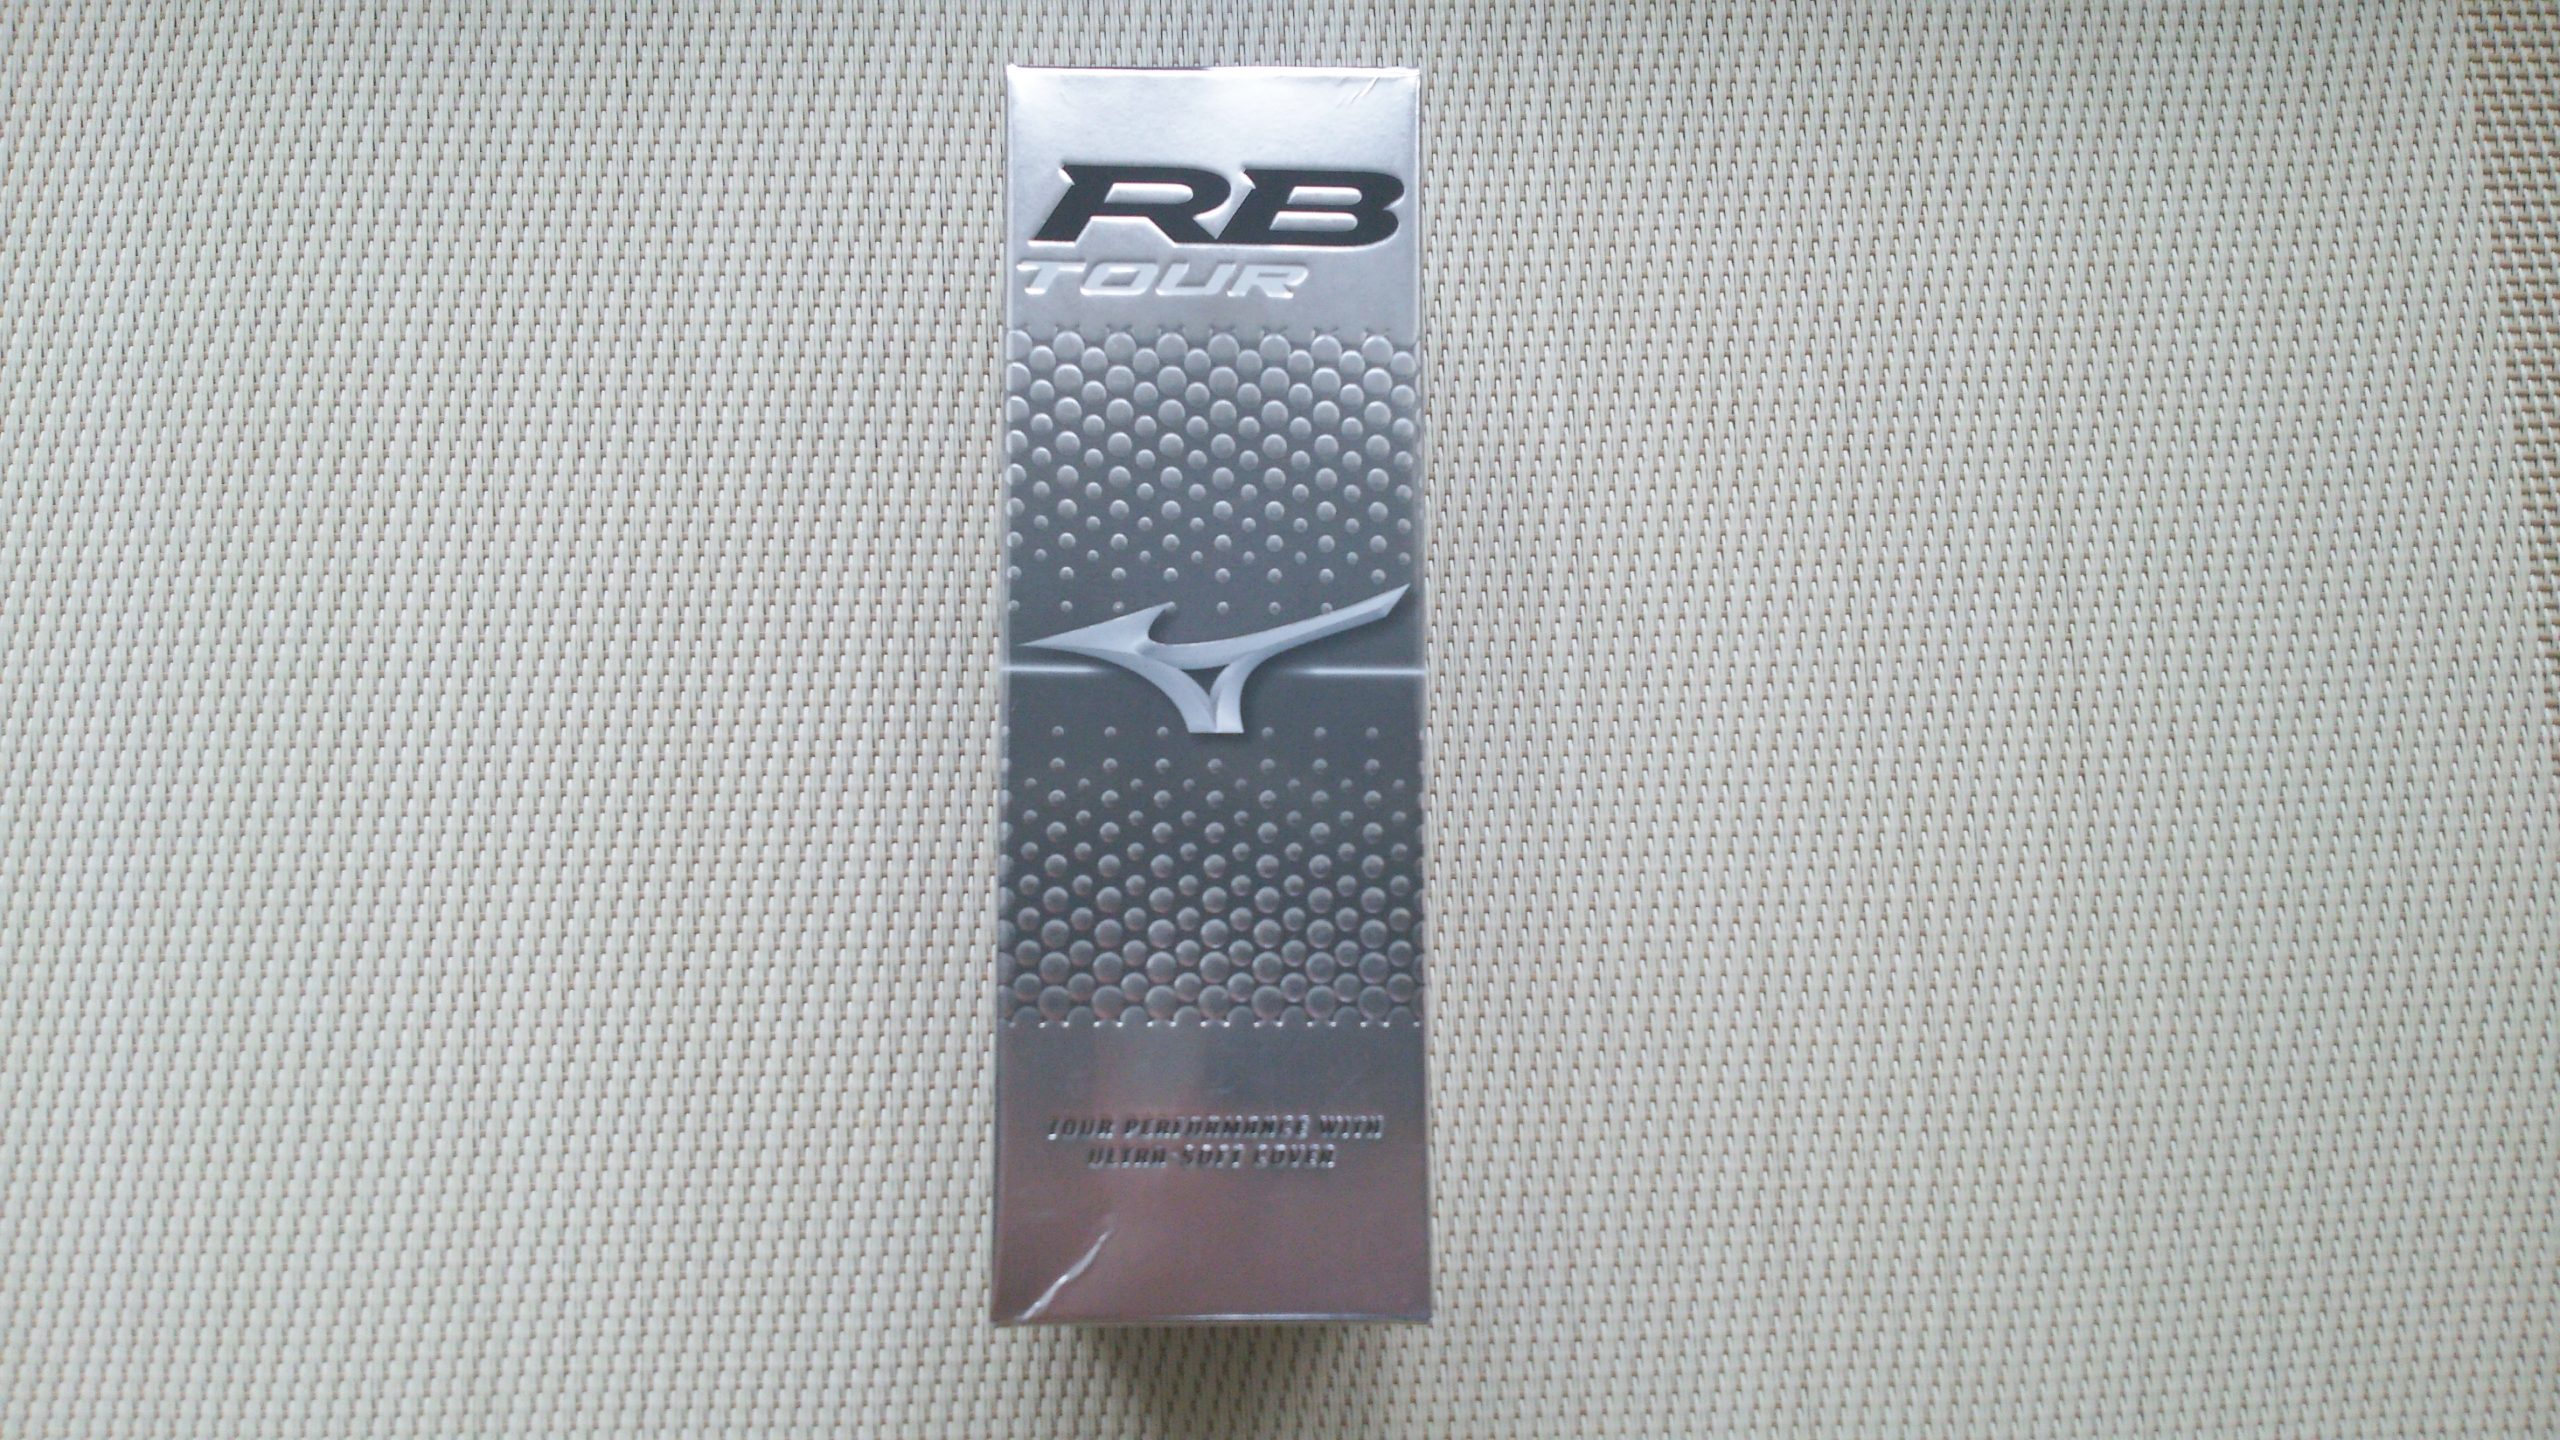 RB
TOUR
TOUR PERFORMANCE WITH
ULTRA-SOFT COVER